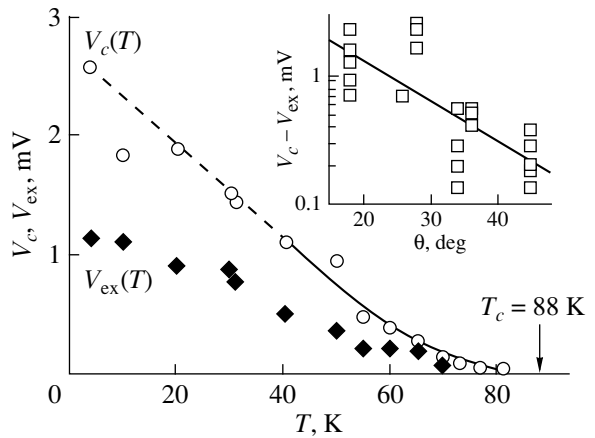 3
2
1
0
V_c, V_ex, mV
V_c(T)
V_ex(T)
20
40
60
80
T, K
T_c = 88 K
1
0.1
V_c – V_ex, mV
20
30
40
θ, deg